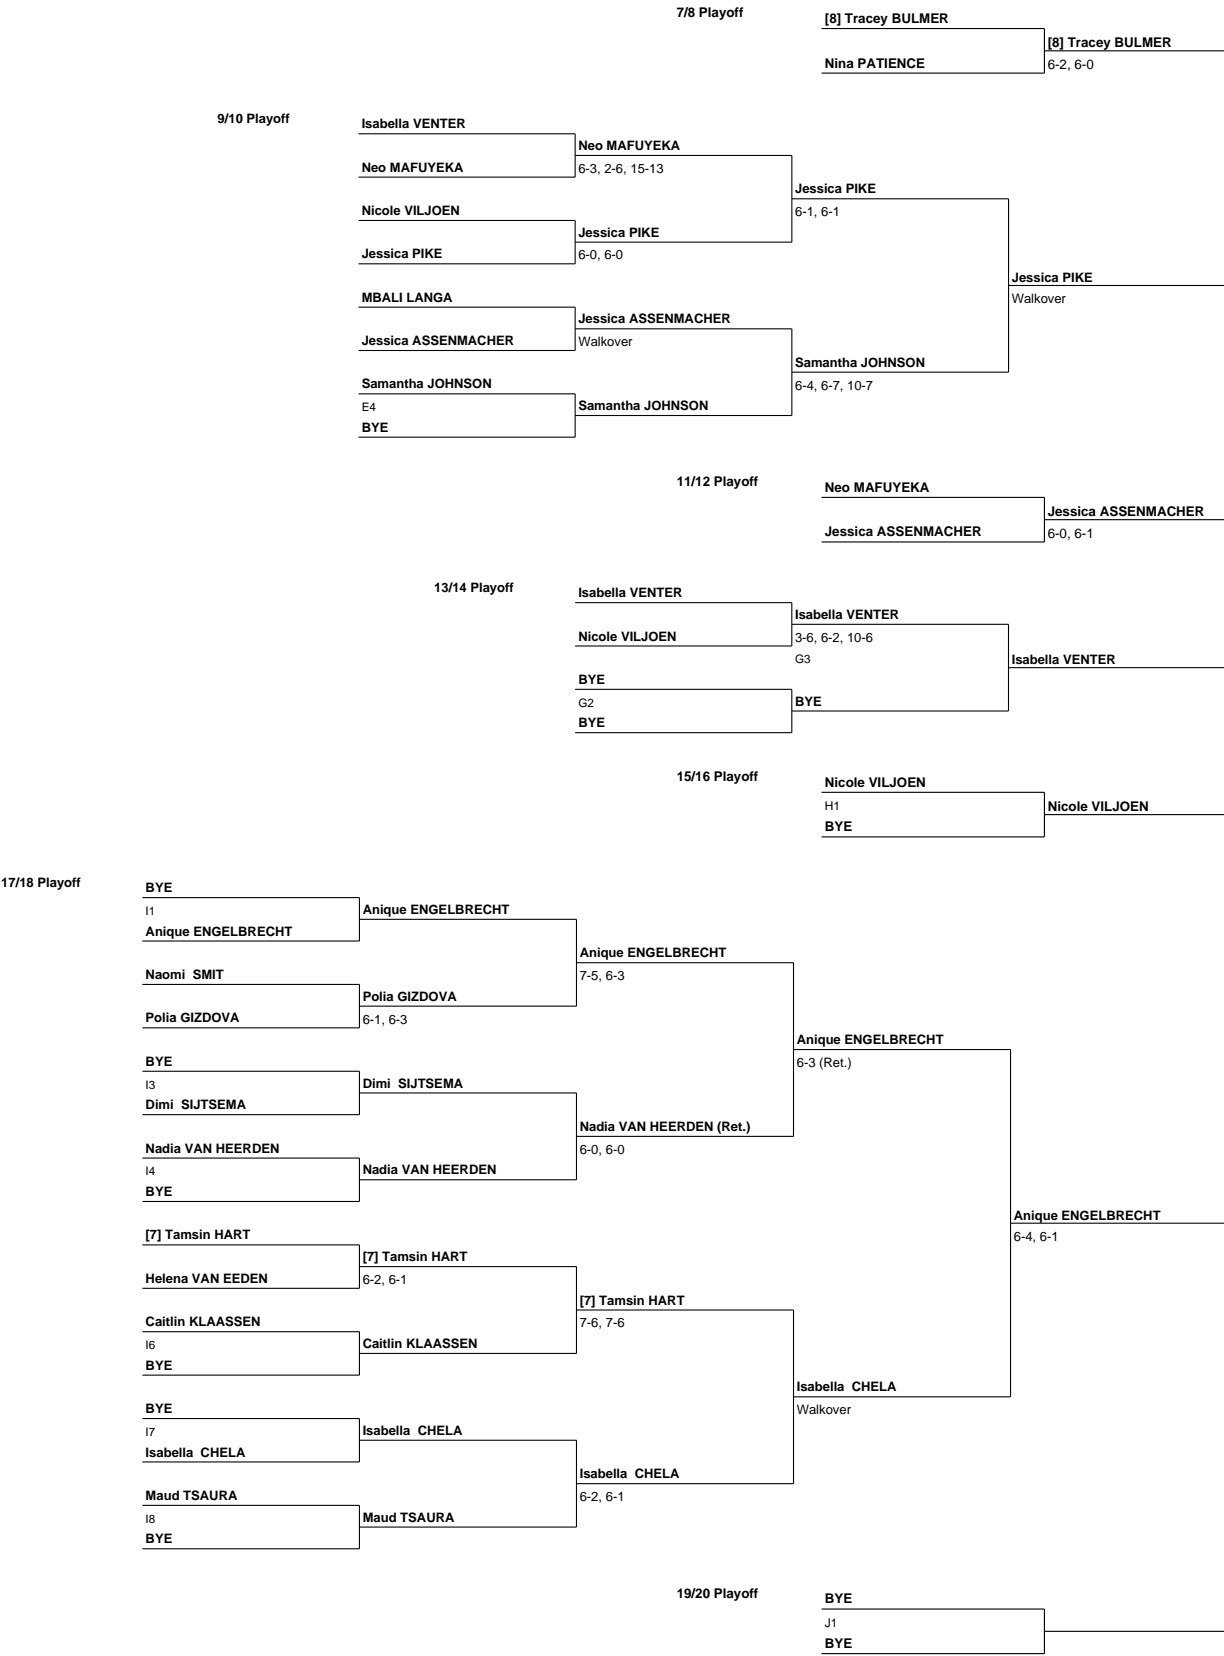 7/8 Playoff
[8] Tracey BULMER
[8] Tracey BULMER
Nina PATIENCE
6-2, 6-0
9/10 Playoff
Isabella VENTER
Neo MAFUYEKA
Neo MAFUYEKA
6-3, 2-6, 15-13
Jessica PIKE
Nicole VILJOEN
6-1, 6-1
Jessica PIKE
Jessica PIKE
6-0, 6-0
Jessica PIKE
MBALI LANGA
Walkover
Jessica ASSENMACHER
Jessica ASSENMACHER
Walkover
Samantha JOHNSON
Samantha JOHNSON
6-4, 6-7, 10-7
E4
Samantha JOHNSON
BYE
11/12 Playoff
Neo MAFUYEKA
Jessica ASSENMACHER
Jessica ASSENMACHER
6-0, 6-1
13/14 Playoff
Isabella VENTER
Isabella VENTER
Nicole VILJOEN
3-6, 6-2, 10-6
G3
Isabella VENTER
BYE
G2
BYE
BYE
15/16 Playoff
Nicole VILJOEN
H1
Nicole VILJOEN
BYE
17/18 Playoff
BYE
I1
Anique ENGELBRECHT
Anique ENGELBRECHT
Anique ENGELBRECHT
Naomi SMIT
7-5, 6-3
Polia GIZDOVA
Polia GIZDOVA
6-1, 6-3
Anique ENGELBRECHT
BYE
6-3 (Ret.)
I3
Dimi SIJTSEMA
Dimi SIJTSEMA
Nadia VAN HEERDEN (Ret.)
Nadia VAN HEERDEN
6-0, 6-0
I4
Nadia VAN HEERDEN
BYE
Anique ENGELBRECHT
[7] Tamsin HART
6-4, 6-1
[7] Tamsin HART
Helena VAN EEDEN
6-2, 6-1
[7] Tamsin HART
Caitlin KLAASSEN
7-6, 7-6
I6
Caitlin KLAASSEN
BYE
Isabella CHELA
BYE
Walkover
I7
Isabella CHELA
Isabella CHELA
Isabella CHELA
Maud TSAURA
6-2, 6-1
I8
Maud TSAURA
BYE
19/20 Playoff
BYE
J1
BYE